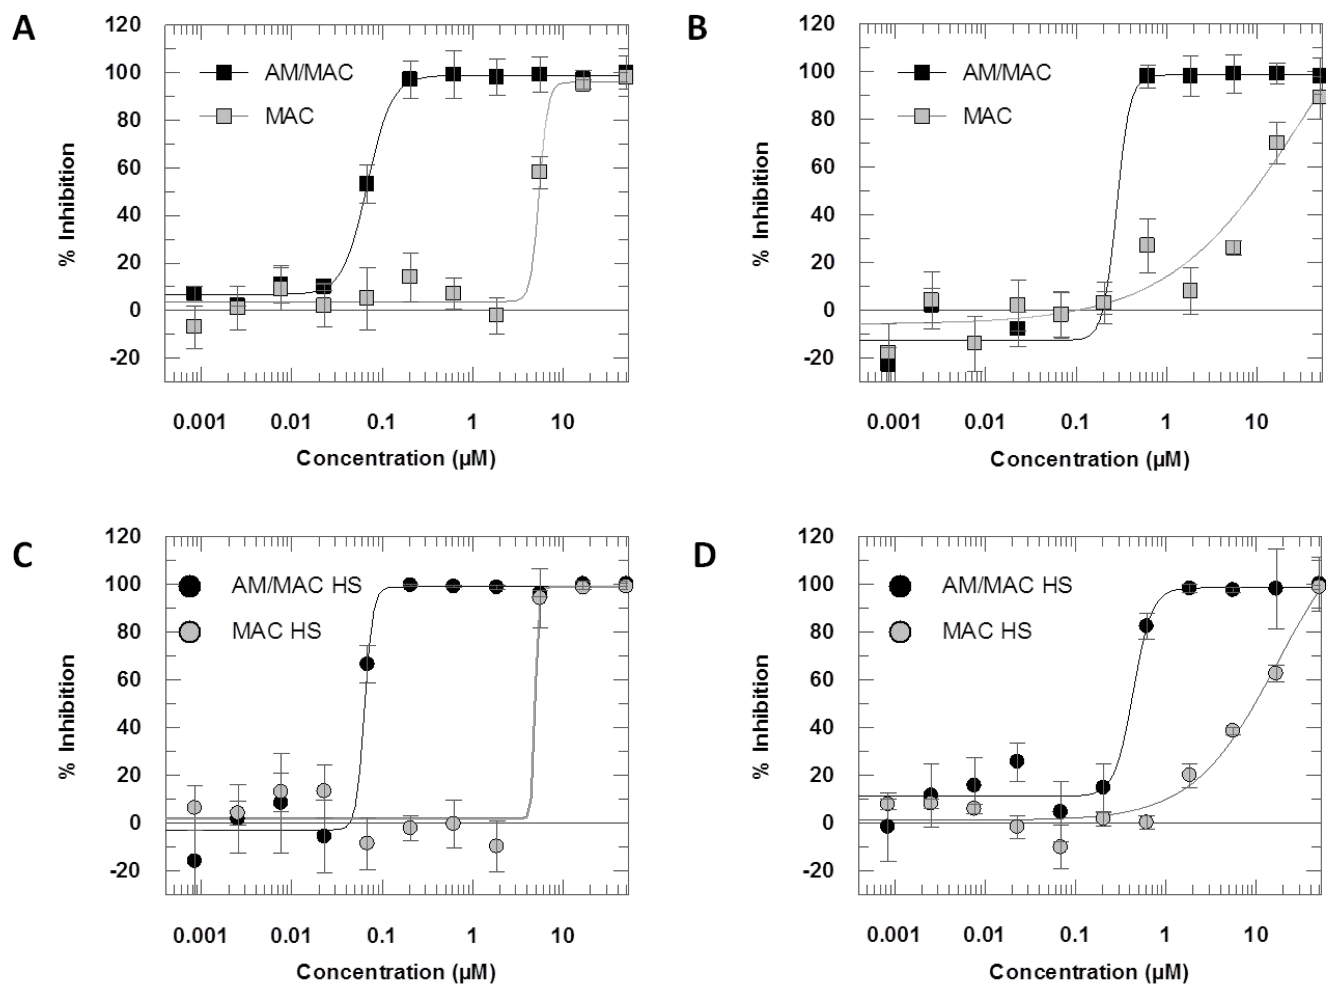 A
120
100
80
60
40
20
0
-20
% Inhibition
AM/MAC
MAC
0.001 0.01 0.1 1 10
Concentration (µM)
B
120
100
80
60
40
20
0
-20
% Inhibition
AM/MAC
MAC
0.001 0.01 0.1 1 10
Concentration (µM)
C
120
100
80
60
40
20
0
-20
% Inhibition
AM/MAC HS
MAC HS
0.001 0.01 0.1 1 10
Concentration (µM)
D
120
100
80
60
40
20
0
-20
% Inhibition
AM/MAC HS
MAC HS
0.001 0.01 0.1 1 10
Concentration (µM)